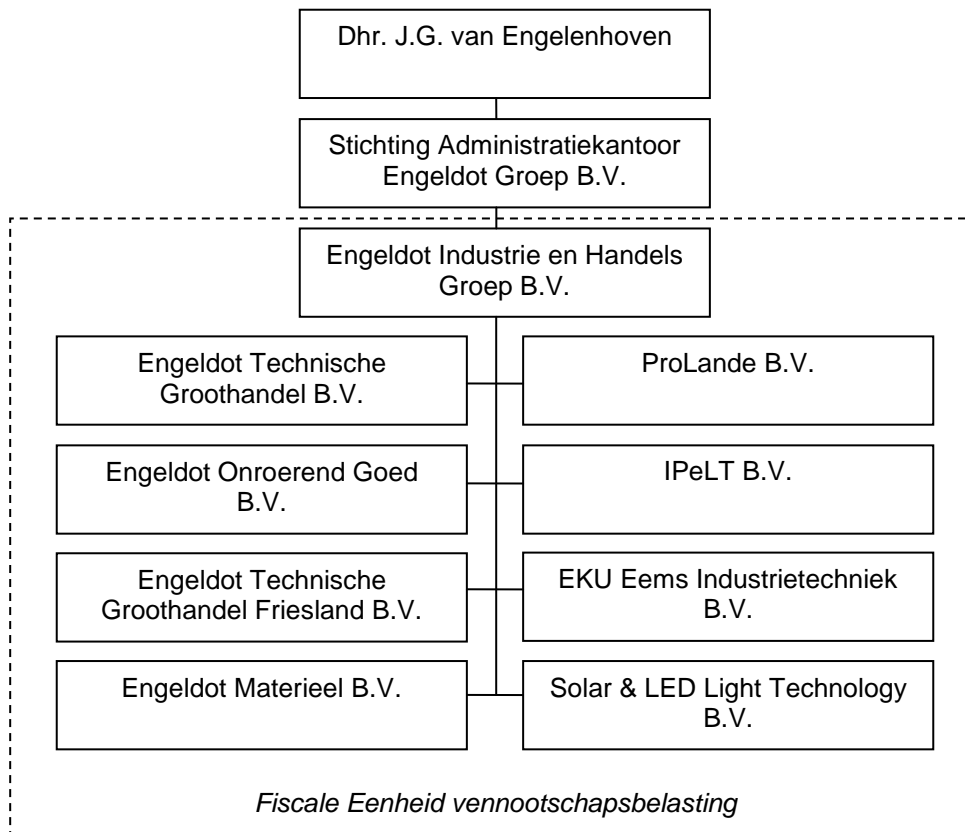 Dhr. J.G. van Engelenhoven
Stichting Administratiekantoor
Engeldot Groep B.V.
Engeldot Industrie en Handels
Groep B.V.
Engeldot Technische
Groothandel B.V.
ProLande B.V.
Engeldot Onroerend Goed
B.V.
IPeLT B.V.
Engeldot Technische
Groothandel Friesland B.V.
EKU Eems Industrietechniek
B.V.
Engeldot Materieel B.V.
Solar & LED Light Technology
B.V.
Fiscale Eenheid vennootschapsbelasting